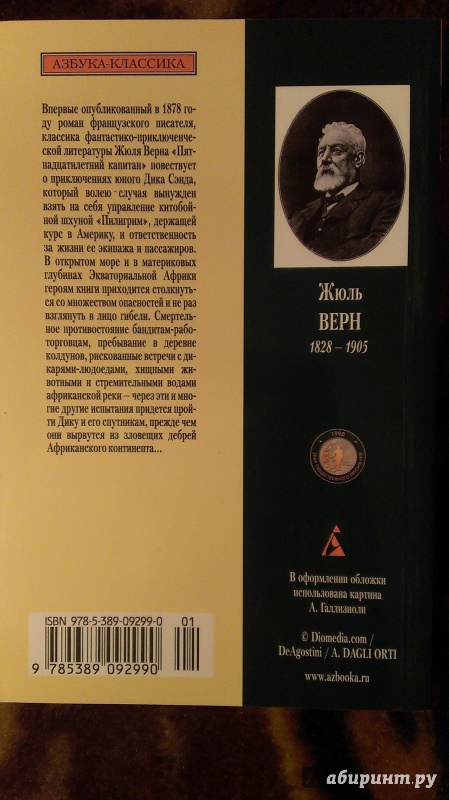 АЗБУКА-КЛАССИКА
Впервые опубликованный в 1878 го-
ду роман французского писателя,
классика фантастико-приключенче-
ской литературы Жюля Верна «Пят-
надцатилетний капитан» повествует
о приключениях юного Дика Сэнда,
который волею случая вынужден
взять на себя управление китобой-
ной шхуной «Пилигрим», держащей
курс в Америку, и ответственность
за жизни ее экипажа и пассажиров.
В открытом море и в материковых
глубинах Экваториальной Африки
героям книги приходится столкнуть-
ся со множеством опасностей и не раз
взглянуть в лицо гибели. Смертель-
ное противостояние бандитам-рабо-
торговцам, пребывание в деревне
колдунов, рискованные встречи с ди-
карями-людоедами, хищными жи-
вотными и стремительными водами
африканской реки – через эти и мно-
гие другие испытания придется прой-
ти Дику и его спутникам, прежде чем
они вырвутся из зловещих дебрей
Африканского континента...
ISBN 978-5-389-09299-0 01
9 785389 092990
Жюль
ВЕРН
1828 – 1905
1998
В оформлении обложки
использована картина
А. Галлизиоли
© Diomedia.com /
DeAgostini / A. DAGLI ORTI
www.azbooka.ru
абиринт.ру